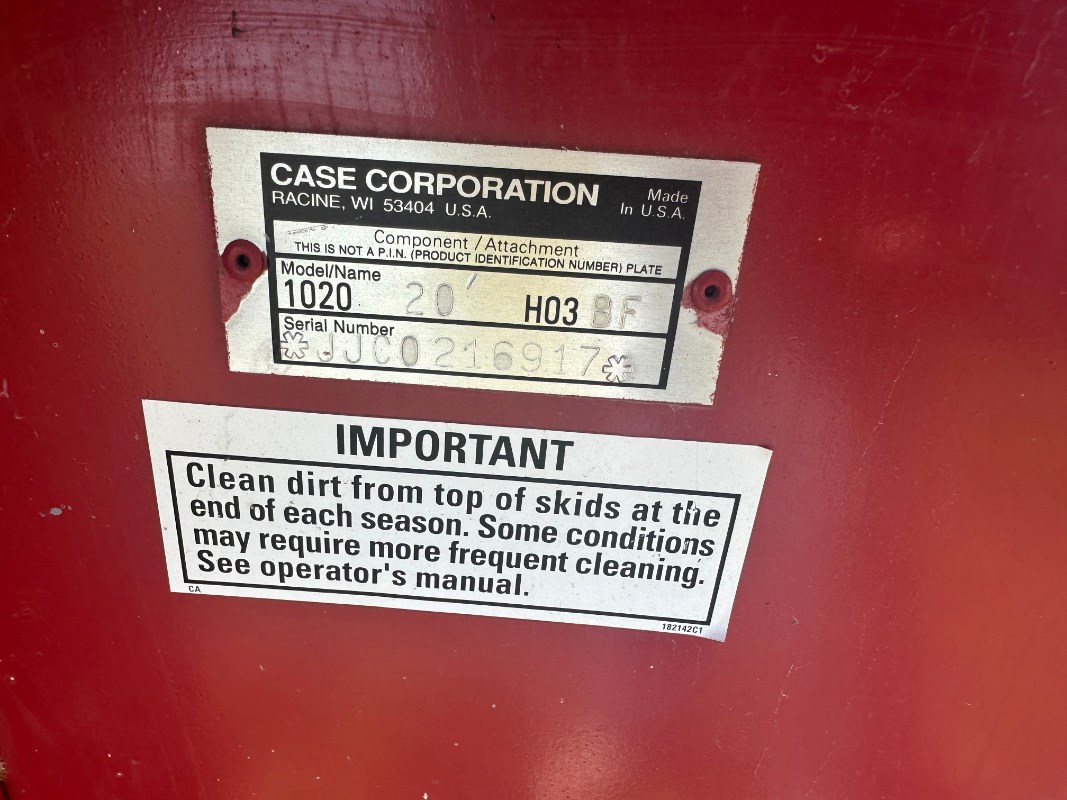 CASE CORPORATION
RACINE, WI 53404 U.S.A.
Made
In U.S.A.
Component / Attachment
THIS IS NOT A P.I.N. (PRODUCT IDENTIFICATION NUMBER) PLATE
Model/Name
1020 20' H03 BF
Serial Number
*JJC0216917*
IMPORTANT
Clean dirt from top of skids at the
end of each season. Some conditions
may require more frequent cleaning.
See operator's manual.
CA
182142C1